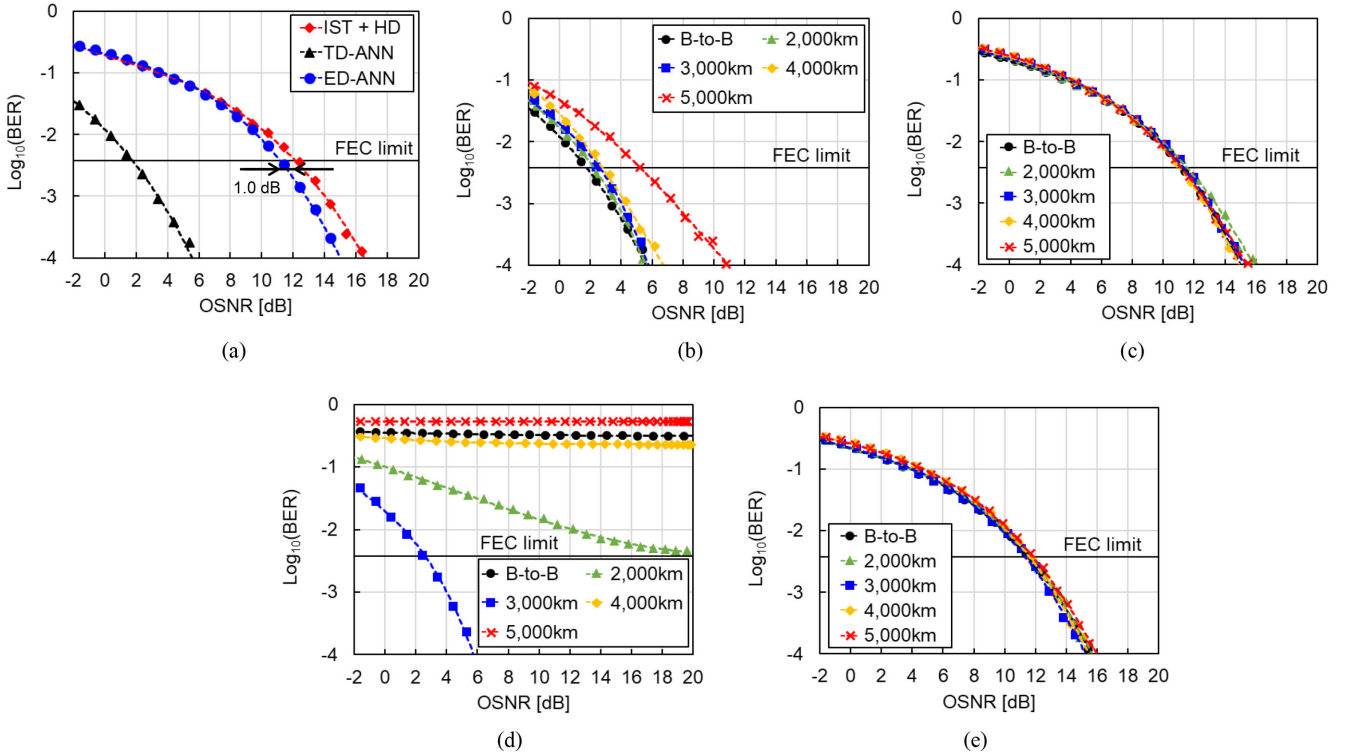 0
-1
-2
-3
-4
Log10(BER)
IST + HD
TD-ANN
ED-ANN
FEC limit
1.0 dB
-2 0 2 4 6 8 10 12 14 16 18 20
OSNR [dB]
(a)
0
-1
-2
-3
-4
Log10(BER)
B-to-B 2,000km
3,000km 4,000km
5,000km
FEC limit
-2 0 2 4 6 8 10 12 14 16 18 20
OSNR [dB]
(b)
0
-1
-2
-3
-4
Log10(BER)
FEC limit
B-to-B
2,000km
3,000km
4,000km
5,000km
-2 0 2 4 6 8 10 12 14 16 18 20
OSNR [dB]
(c)
0
-1
-2
-3
-4
Log10(BER)
FEC limit
B-to-B 2,000km
3,000km 4,000km
5,000km
-2 0 2 4 6 8 10 12 14 16 18 20
OSNR [dB]
(d)
0
-1
-2
-3
-4
Log10(BER)
FEC limit
B-to-B
2,000km
3,000km
4,000km
5,000km
-2 0 2 4 6 8 10 12 14 16 18 20
OSNR [dB]
(e)